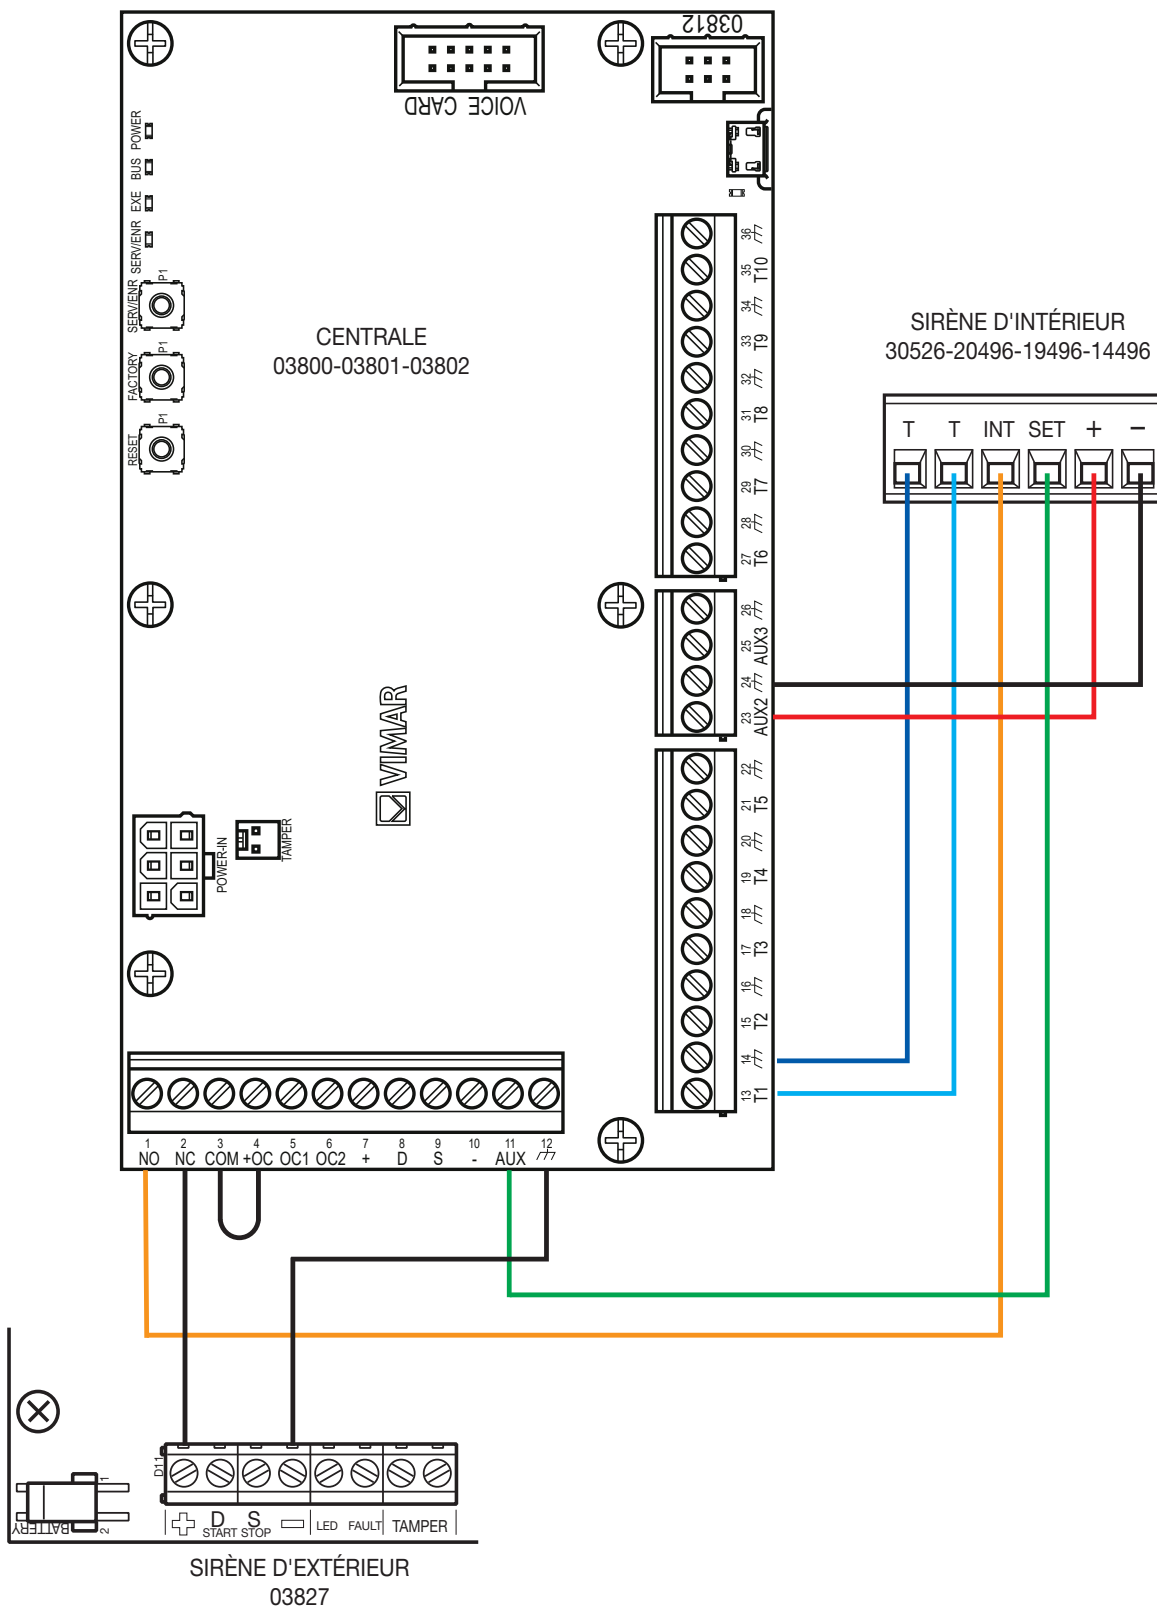 03812
VOICE CARD
POWER
BUS
EXE
SERV/ENR
SERV/ENR
P1
FACTORY
P1
RESET
P1
CENTRALE
03800-03801-03802
36
35 T10
34
33 T9
32
31 T8
30
29 T7
28
27 T6
26
25 AUX3
24
23 AUX2
22
21 T5
20
19 T4
18
17 T3
16
15 T2
14
13 T1
SIRÈNE D'INTÉRIEUR
30526-20496-19496-14496
T T INT SET + −
VIMAR
POWER-IN
TAMPER
1 2 3 4 5 6 7 8 9 10 11 12
NO NC COM +OC OC1 OC2 + D S - AUX
D11
BATTERY
1
2
D S LED FAULT TAMPER
START STOP
SIRÈNE D'EXTÉRIEUR
03827